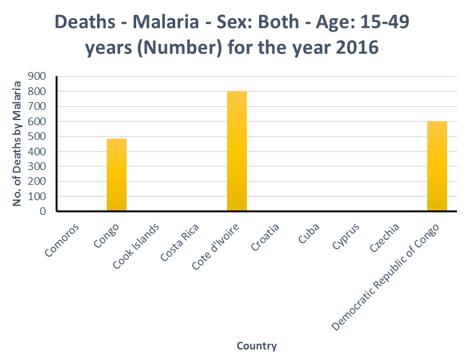 Deaths - Malaria - Sex: Both - Age: 15-49
years (Number) for the year 2016
No. of Deaths by Malaria
900
800
700
600
500
400
300
200
100
0
Comoros
Congo
Cook Islands
Costa Rica
Cote d'Ivoire
Croatia
Cuba
Cyprus
Czechia
Democratic Republic of Congo
Country